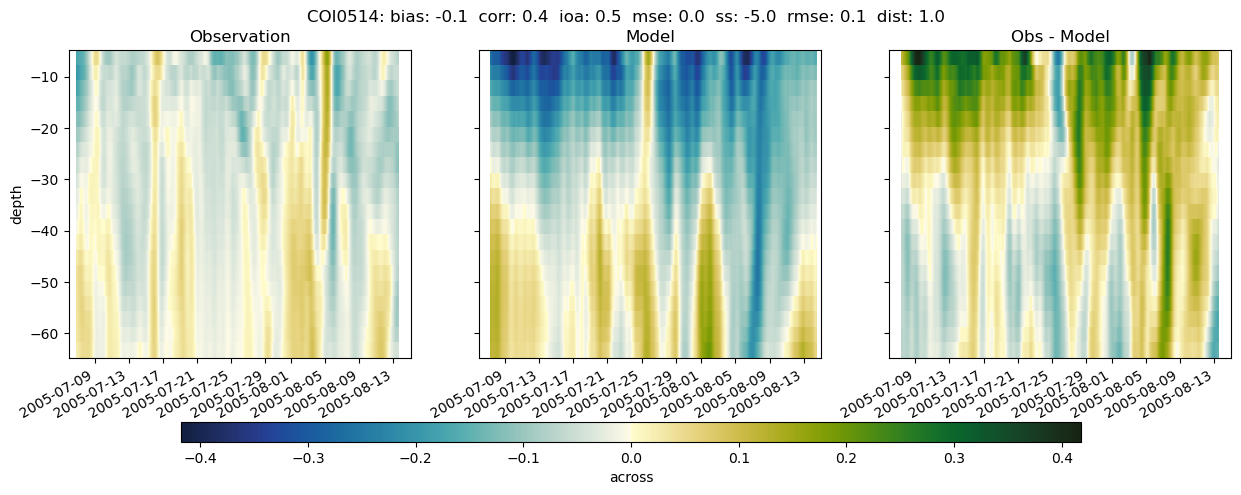 COI0514: bias: -0.1  corr: 0.4  ioa: 0.5  mse: 0.0  ss: -5.0  rmse: 0.1  dist: 1.0
Observation Model Obs - Model
depth
−10
−20
−30
−40
−50
−60
2005-07-09 2005-07-13 2005-07-17 2005-07-21 2005-07-25 2005-07-29 2005-08-01 2005-08-05 2005-08-09 2005-08-13
2005-07-09 2005-07-13 2005-07-17 2005-07-21 2005-07-25 2005-07-29 2005-08-01 2005-08-05 2005-08-09 2005-08-13
2005-07-09 2005-07-13 2005-07-17 2005-07-21 2005-07-25 2005-07-29 2005-08-01 2005-08-05 2005-08-09 2005-08-13
−0.4 −0.3 −0.2 −0.1 0.0 0.1 0.2 0.3 0.4
across